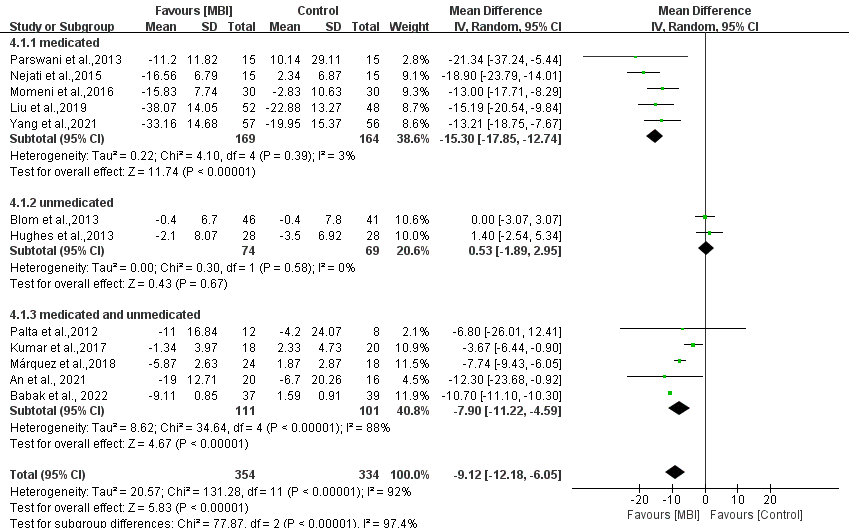 Favours [MBI] Control Mean Difference Mean Difference
Study or Subgroup Mean SD Total Mean SD Total Weight IV, Random, 95% CI IV, Random, 95% CI
4.1.1 medicated
Parswani et al.,2013 -11.2 11.82 15 10.14 29.11 15 2.8% -21.34 [-37.24, -5.44]
Nejati et al.,2015 -16.56 6.79 15 2.34 6.87 15 9.3% -18.90 [-23.79, -14.01]
Momeni et al.,2016 -15.83 7.74 30 -2.83 10.63 30 9.4% -13.00 [-17.71, -8.29]
Liu et al.,2019 -38.07 14.05 52 -22.88 13.27 48 8.9% -15.19 [-20.54, -9.84]
Yang et al.,2021 -33.16 14.68 57 -19.95 15.37 56 8.6% -13.21 [-18.75, -7.67]
Subtotal (95% CI) 169 164 38.6% -15.30 [-17.85, -12.74]
Heterogeneity: Tau² = 0.22; Chi² = 4.10, df = 4 (P = 0.39); I² = 3%
Test for overall effect: Z = 11.74 (P < 0.00001)
4.1.2 unmedicated
Blom et al.,2013 -0.4 6.7 46 -0.4 7.8 41 10.6% 0.00 [-3.07, 3.07]
Hughes et al.,2013 -2.1 8.07 28 -3.5 6.92 28 10.0% 1.40 [-2.54, 5.34]
Subtotal (95% CI) 74 69 20.6% 0.53 [-1.89, 2.95]
Heterogeneity: Tau² = 0.00; Chi² = 0.30, df = 1 (P = 0.58); I² = 0%
Test for overall effect: Z = 0.43 (P = 0.67)
4.1.3 medicated and unmedicated
Palta et al.,2012 -11 16.84 12 -4.2 24.07 8 2.1% -6.80 [-26.01, 12.41]
Kumar et al.,2017 -1.34 3.97 18 2.33 4.73 20 10.9% -3.67 [-6.44, -0.90]
Márquez et al.,2018 -5.87 2.63 24 1.87 2.87 18 11.5% -7.74 [-9.43, -6.05]
An et al., 2021 -19 12.71 20 -6.7 20.26 16 4.5% -12.30 [-23.68, -0.92]
Babak et al., 2022 -9.11 0.85 37 1.59 0.91 39 11.9% -10.70 [-11.10, -10.30]
Subtotal (95% CI) 111 101 40.8% -7.90 [-11.22, -4.59]
Heterogeneity: Tau² = 8.62; Chi² = 34.64, df = 4 (P < 0.00001); I² = 88%
Test for overall effect: Z = 4.67 (P < 0.00001)
Total (95% CI) 354 334 100.0% -9.12 [-12.18, -6.05]
Heterogeneity: Tau² = 20.57; Chi² = 131.28, df = 11 (P < 0.00001); I² = 92%
Test for overall effect: Z = 5.83 (P < 0.00001)
Test for subgroup differences: Chi² = 77.87, df = 2 (P < 0.00001), I² = 97.4%
-20 -10 0 10 20
Favours [MBI] Favours [Control]